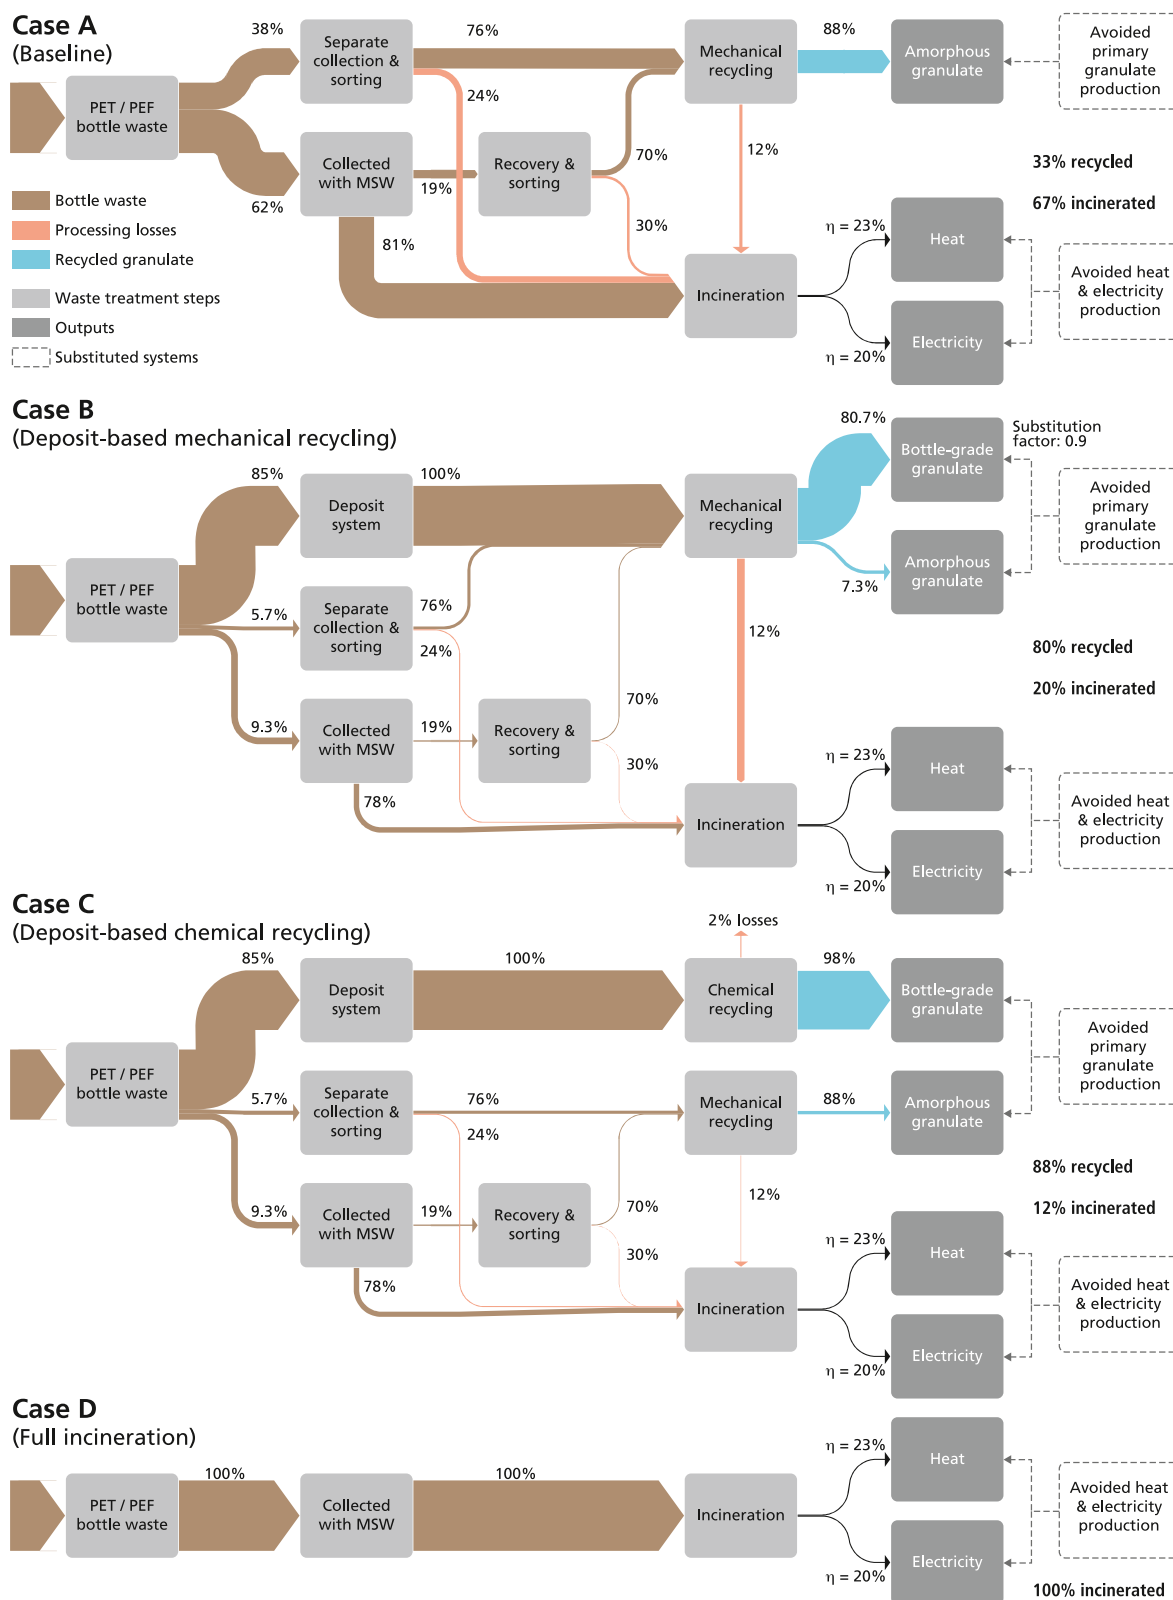 Case A
(Baseline)
38%
Separate
collection &
sorting
76%
24%
Mechanical
recycling
88%
Amorphous
granulate
Avoided
primary
granulate
production
PET / PEF
bottle waste
62%
Collected
with MSW
19%
Recovery &
sorting
70%
30%
12%
81%
33% recycled
67% incinerated
Bottle waste
Processing losses
Recycled granulate
Waste treatment steps
Outputs
Substituted systems
Incineration
η = 23%
Heat
η = 20%
Electricity
Avoided heat
& electricity
production
Case B
(Deposit-based mechanical recycling)
85%
Deposit
system
100%
Mechanical
recycling
80.7%
Bottle-grade
granulate
Substitution
factor: 0.9
7.3%
Amorphous
granulate
Avoided
primary
granulate
production
PET / PEF
bottle waste
5.7%
Separate
collection &
sorting
76%
24%
12%
80% recycled
20% incinerated
9.3%
Collected
with MSW
19%
Recovery &
sorting
70%
30%
78%
Incineration
η = 23%
Heat
η = 20%
Electricity
Avoided heat
& electricity
production
Case C
(Deposit-based chemical recycling)
85%
Deposit
system
100%
2% losses
Chemical
recycling
98%
Bottle-grade
granulate
Avoided
primary
granulate
production
PET / PEF
bottle waste
5.7%
Separate
collection &
sorting
76%
24%
Mechanical
recycling
88%
Amorphous
granulate
88% recycled
12% incinerated
9.3%
Collected
with MSW
19%
Recovery &
sorting
70%
30%
12%
78%
Incineration
η = 23%
Heat
η = 20%
Electricity
Avoided heat
& electricity
production
Case D
(Full incineration)
PET / PEF
bottle waste
100%
Collected
with MSW
100%
Incineration
η = 23%
Heat
η = 20%
Electricity
Avoided heat
& electricity
production
100% incinerated